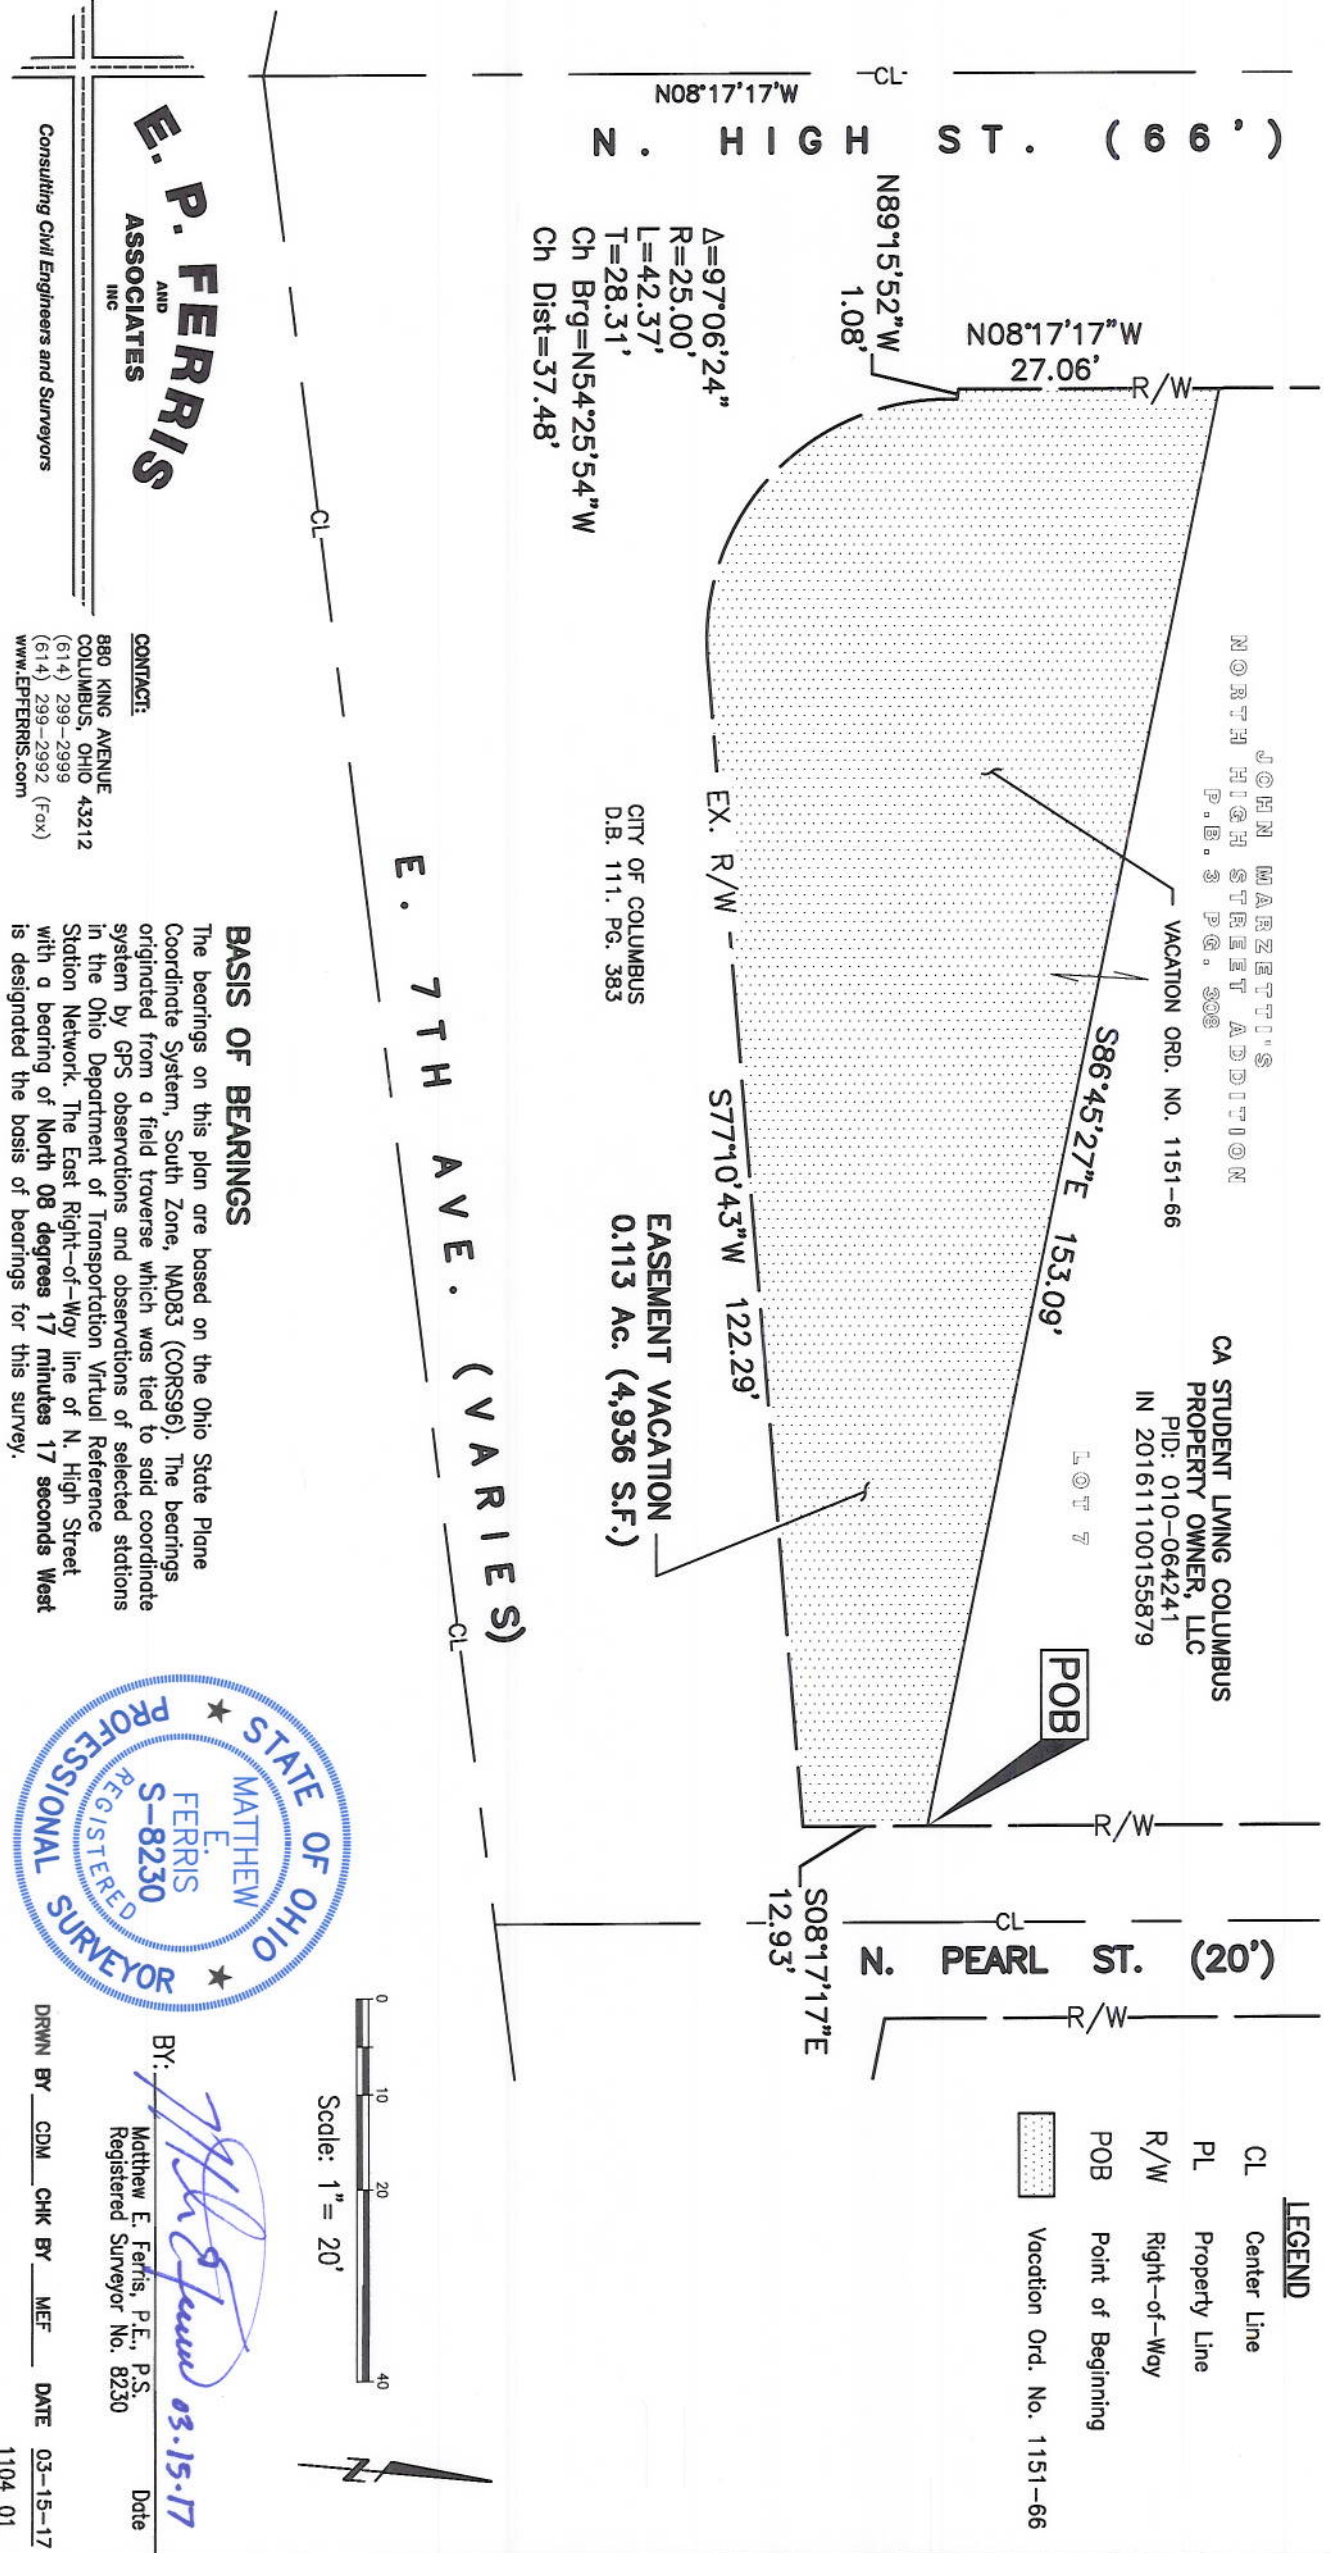 N08°17'17"W
CL
N. HIGH ST. (66')
N89°15'52"W
1.08'
N08°17'17"W
27.06'
R/W
Δ=97°06'24"
R=25.00'
L=42.37'
T=28.31'
Ch Brg=N54°25'54"W
Ch Dist=37.48'
JOHN MARZETTI'S
NORTH HIGH STREET ADDITION
P.B. 3 PG. 308
VACATION ORD. NO. 1151-66
S86°45'27"E 153.09'
CA STUDENT LIVING COLUMBUS
PROPERTY OWNER, LLC
PID: 010-064241
IN 201611100155879
LOT 7
POB
EX. R/W
S77°10'43"W 122.29'
CITY OF COLUMBUS
D.B. 111. PG. 383
EASEMENT VACATION
0.113 Ac. (4,936 S.F.)
R/W
S08°17'17"E
12.93'
CL
N. PEARL ST. (20')
R/W
CL
E. 7TH AVE. (VARIES)
CL
LEGEND
CL Center Line
PL Property Line
R/W Right-of-Way
POB Point of Beginning
Vacation Ord. No. 1151-66
E. P. FERRIS
AND
ASSOCIATES
INC
Consulting Civil Engineers and Surveyors
CONTACT:
880 KING AVENUE
COLUMBUS, OHIO 43212
(614) 299-2999
(614) 299-2992 (Fax)
www.EPFERRIS.com
BASIS OF BEARINGS
The bearings on this plan are based on the Ohio State Plane
Coordinate System, South Zone, NAD83 (CORS96). The bearings
originated from a field traverse which was tied to said coordinate
system by GPS observations and observations of selected stations
in the Ohio Department of Transportation Virtual Reference
Station Network. The East Right-of-Way line of N. High Street
with a bearing of North 08 degrees 17 minutes 17 seconds West
is designated the basis of bearings for this survey.
STATE OF OHIO
MATTHEW
E.
FERRIS
S-8230
REGISTERED
PROFESSIONAL SURVEYOR
0 10 20 40
Scale: 1"= 20'
N
BY: 03.15.17
Matthew E. Ferris, P.E., P.S. Date
Registered Surveyor No. 8230
DRWN BY CDM CHK BY MEF DATE 03-15-17
1104 01